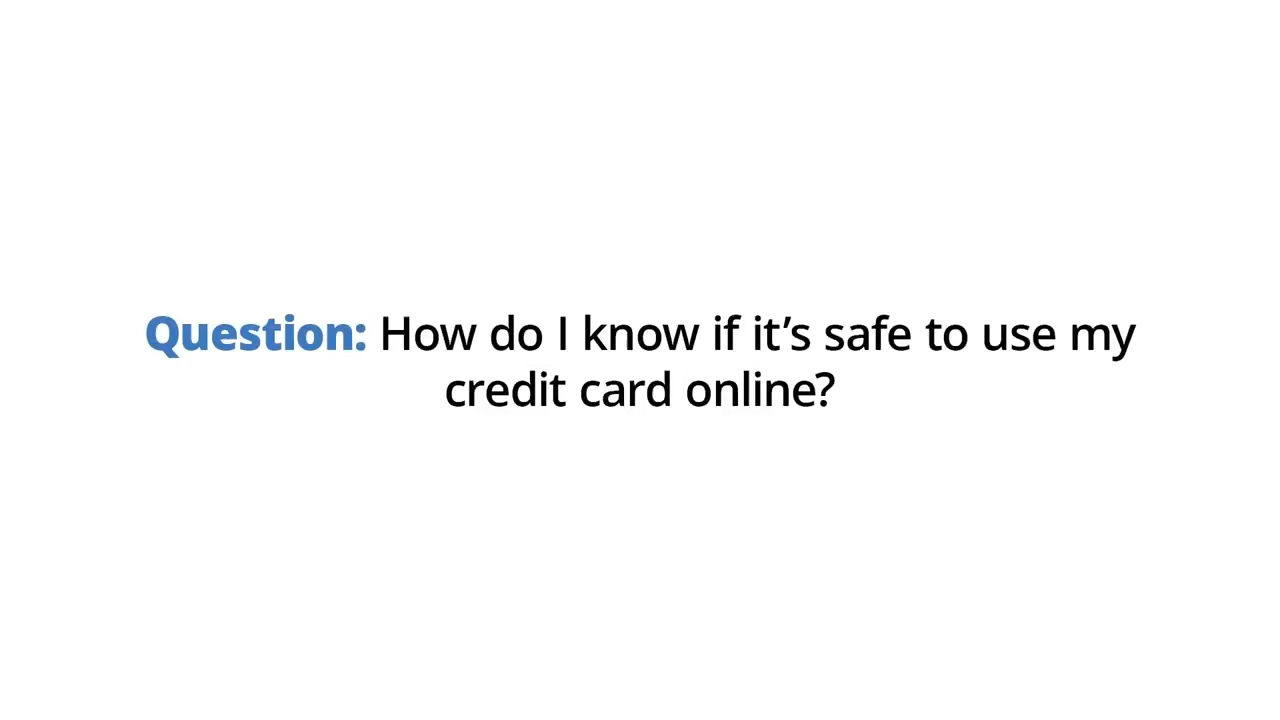 Question: How do I know if it’s safe to use my
credit card online?